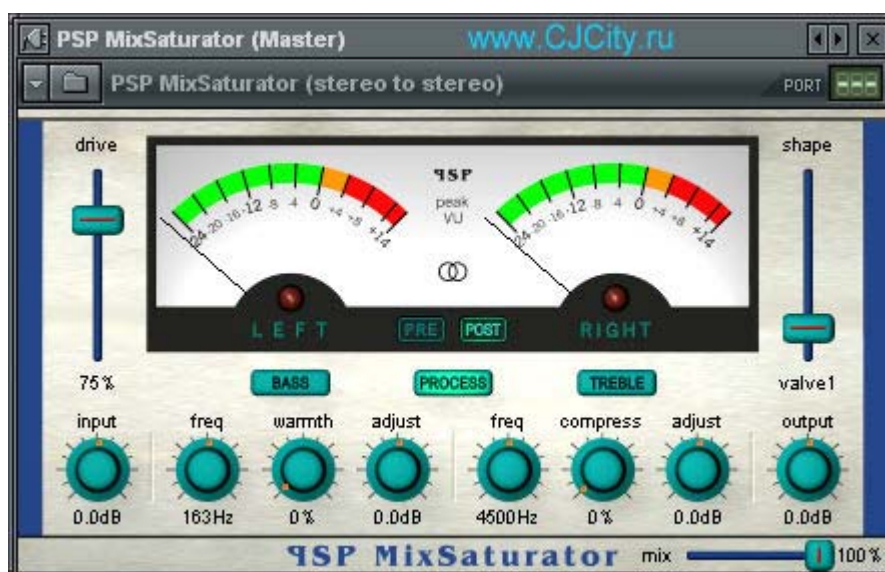 PSP MixSaturator (Master) www.CJCity.ru
PSP MixSaturator (stereo to stereo) PORT
drive
shape
PSP
peak
VU
-24 -20 -16 -12 8 4 0 +4 +8 +14
-24 -20 -16 -12 8 4 0 +4 +8 +14
LEFT PRE POST RIGHT
75% BASS PROCESS TREBLE valve1
input freq warmth adjust freq compress adjust output
0.0dB 163Hz 0% 0.0dB 4500Hz 0% 0.0dB 0.0dB
PSP MixSaturator mix 100%